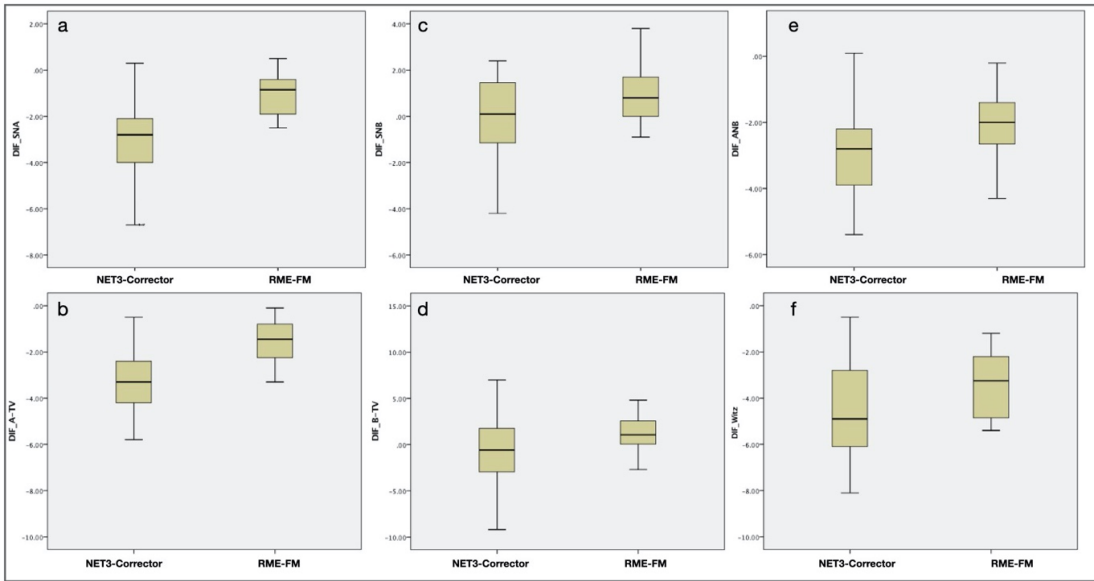 a
2.00
.00
-2.00
-4.00
-6.00
-8.00
DIF_SNA
NET3-Corrector RME-FM
c
4.00
2.00
.00
-2.00
-4.00
-6.00
DIF_SNB
NET3-Corrector RME-FM
e
.00
-2.00
-4.00
-6.00
DIF_ANB
NET3-Corrector RME-FM
b
.00
-2.00
-4.00
-6.00
-8.00
-10.00
DIF_A-TV
NET3-Corrector RME-FM
d
15.00
10.00
5.00
.00
-5.00
-10.00
DIF_B-TV
NET3-Corrector RME-FM
f
.00
-2.00
-4.00
-6.00
-8.00
-10.00
DIF_Witz
NET3-Corrector RME-FM